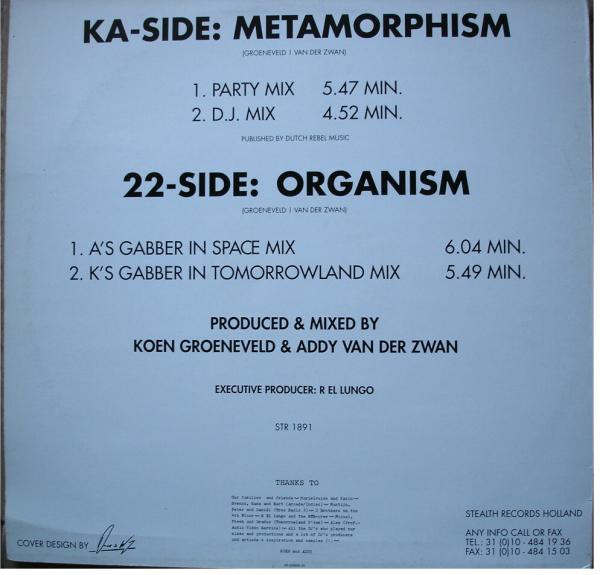 KA-SIDE: METAMORPHISM
(GROENEVELD | VAN DER ZWAN)
1. PARTY MIX 5.47 MIN.
2. D.J. MIX 4.52 MIN.
PUBLISHED BY DUTCH REBEL MUSIC
22-SIDE: ORGANISM
(GROENEVELD | VAN DER ZWAN)
1. A'S GABBER IN SPACE MIX 6.04 MIN.
2. K'S GABBER IN TOMORROWLAND MIX 5.49 MIN.
PRODUCED & MIXED BY
KOEN GROENEVELD & ADDY VAN DER ZWAN
EXECUTIVE PRODUCER: R EL LUNGO
STR 1891
THANKS TO
Our families and friends
KOEN and ADDY
STEALTH RECORDS HOLLAND
ANY INFO CALL OR FAX
TEL.: 31 (0)10 - 484 19 36
FAX: 31 (0)10 - 484 15 03
COVER DESIGN BY